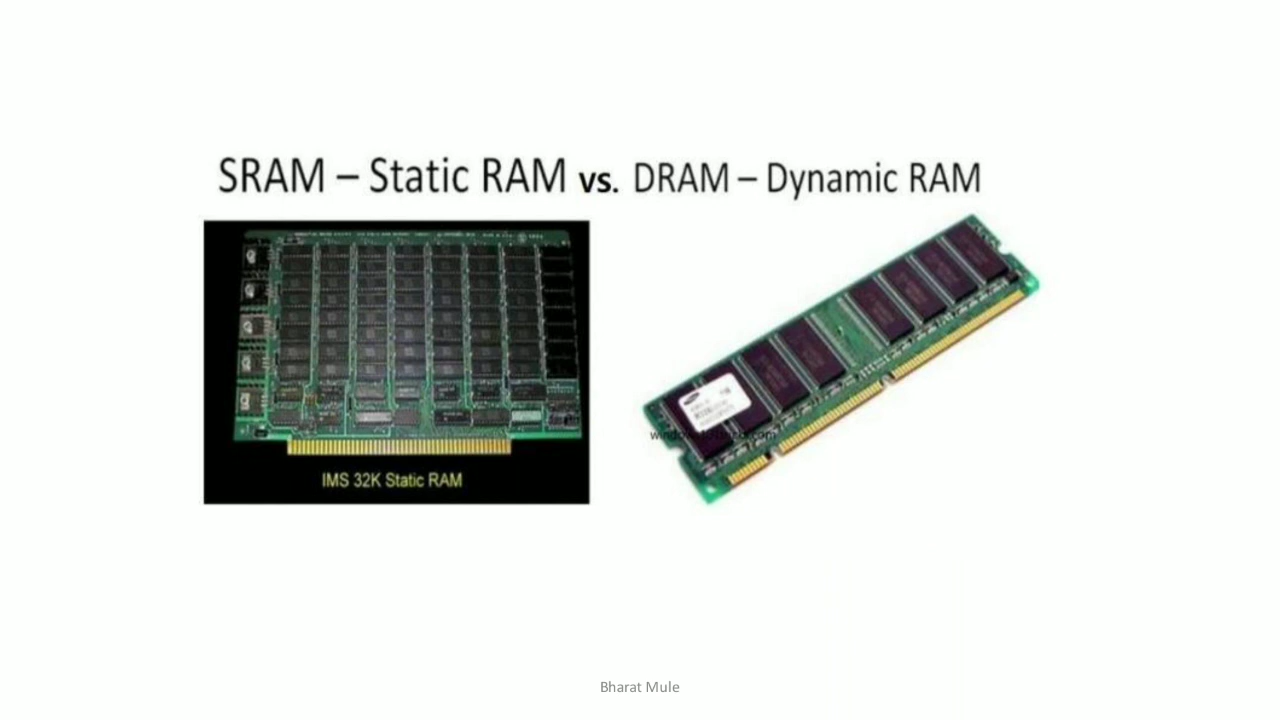 SRAM – Static RAM vs. DRAM – Dynamic RAM
IMS 32K Static RAM
Bharat Mule